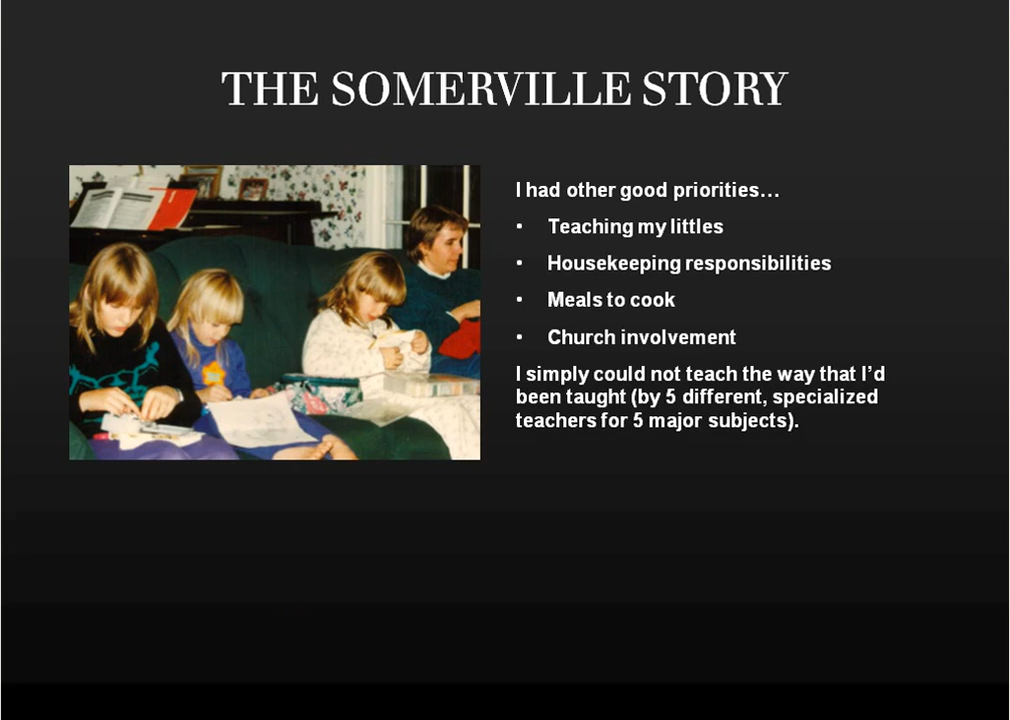 THE SOMERVILLE STORY
I had other good priorities…
• Teaching my littles
• Housekeeping responsibilities
• Meals to cook
• Church involvement
I simply could not teach the way that I'd
been taught (by 5 different, specialized
teachers for 5 major subjects).